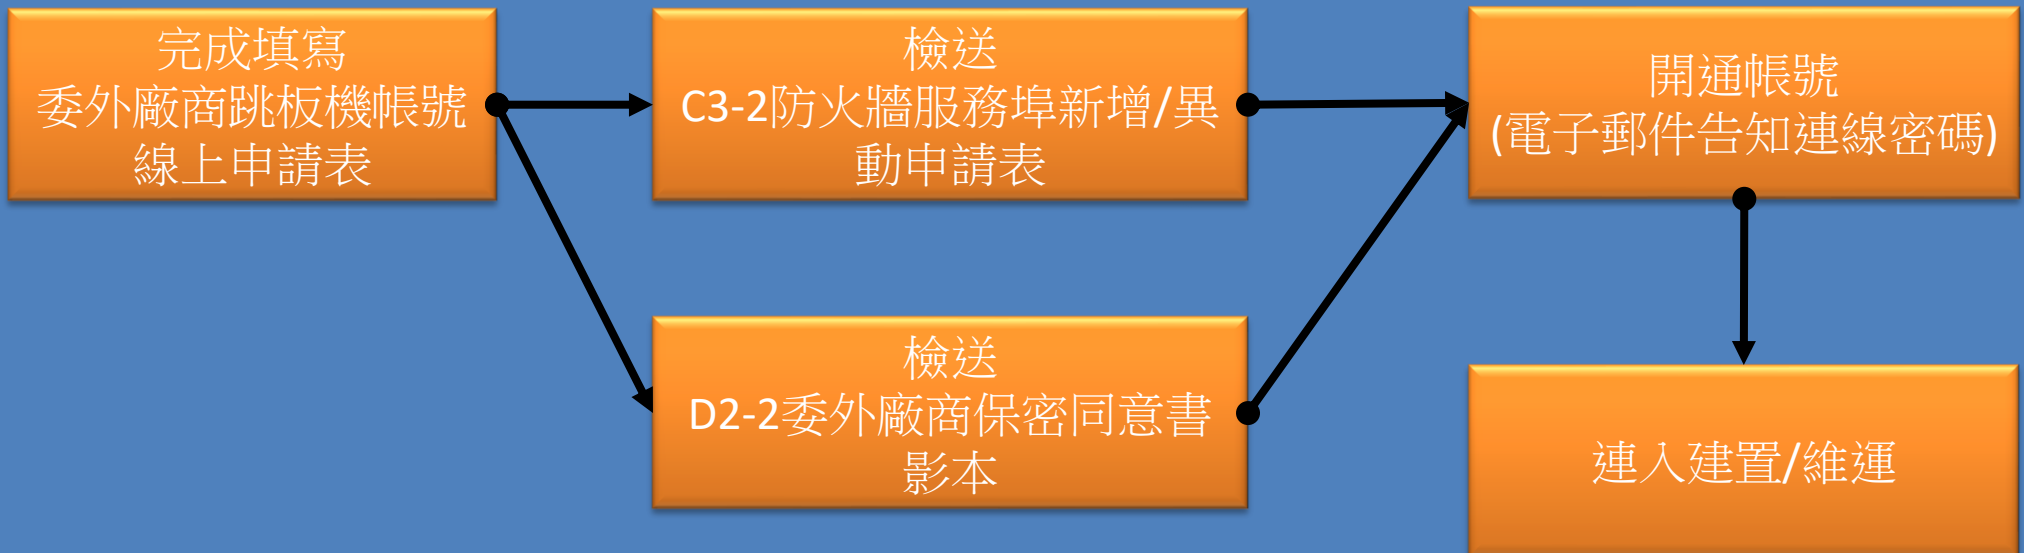 完成填寫
委外廠商跳板機帳號
線上申請表
檢送
C3-2防火牆服務埠新增/異
動申請表
開通帳號
(電子郵件告知連線密碼)
檢送
D2-2委外廠商保密同意書
影本
連入建置/維運